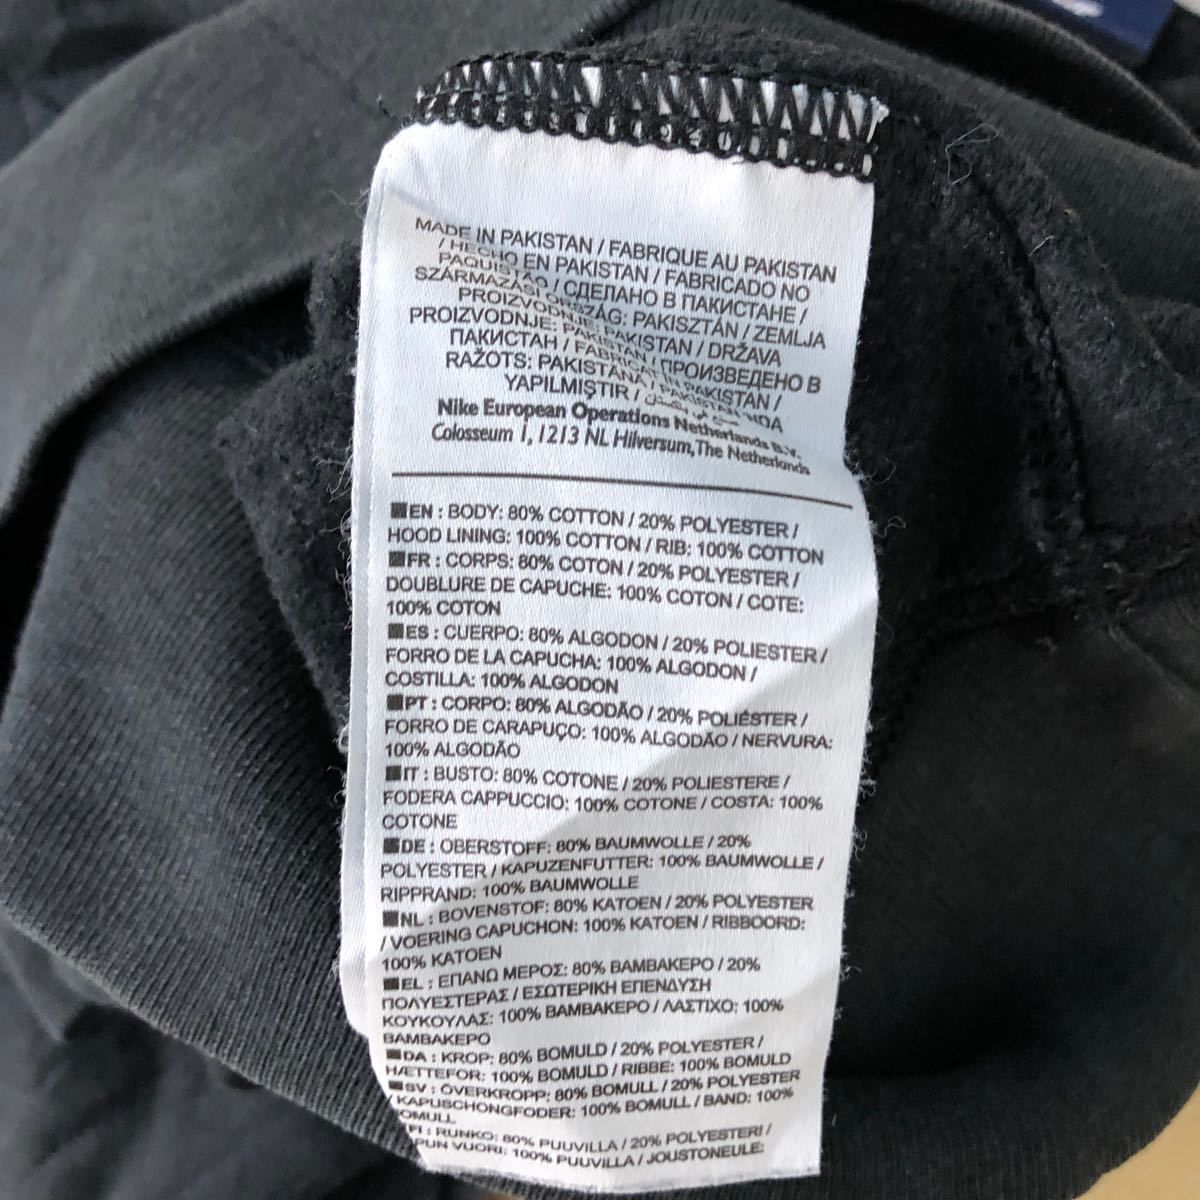 MADE IN PAKISTAN / FABRIQUE AU PAKISTAN
/ HECHO EN PAKISTAN / FABRICADO NO
PAQUISTÃO / СДЕЛАНО В ПАКИСТАНЕ /
SZÁRMAZÁSI ORSZÁG: PAKISZTÁN / ZEMLJA
PROIZVODNJE: PAKISTAN / DRŽAVA
PROIZVODNJE: PAKISTAN / ПРОИЗВЕДЕНО В
ПАКИСТАН / FABRICAT ÎN PAKISTAN /
RAŽOTS: PAKISTĀNA / PAKISTAN'NDA
YAPILMIŞTIR /
Nike European Operations Netherlands B.V.
Colosseum 1, 1213 NL Hilversum, The Netherlands
EN : BODY: 80% COTTON / 20% POLYESTER /
HOOD LINING: 100% COTTON / RIB: 100% COTTON
FR : CORPS: 80% COTON / 20% POLYESTER /
DOUBLURE DE CAPUCHE: 100% COTON / COTE:
100% COTON
ES : CUERPO: 80% ALGODON / 20% POLIESTER /
FORRO DE LA CAPUCHA: 100% ALGODON /
COSTILLA: 100% ALGODON
PT : CORPO: 80% ALGODÃO / 20% POLIÉSTER /
FORRO DE CARAPUÇO: 100% ALGODÃO / NERVURA:
100% ALGODÃO
IT : BUSTO: 80% COTONE / 20% POLIESTERE /
FODERA CAPPUCCIO: 100% COTONE / COSTA: 100%
COTONE
DE : OBERSTOFF: 80% BAUMWOLLE / 20%
POLYESTER / KAPUZENFUTTER: 100% BAUMWOLLE /
RIPPRAND: 100% BAUMWOLLE
NL : BOVENSTOF: 80% KATOEN / 20% POLYESTER
/ VOERING CAPUCHON: 100% KATOEN / RIBBOORD:
100% KATOEN
EL : ΕΠΑΝΩ ΜΕΡΟΣ: 80% ΒΑΜΒΑΚΕΡΟ / 20%
ΠΟΛΥΕΣΤΕΡΑΣ / ΕΣΩΤΕΡΙΚΗ ΕΠΕΝΔΥΣΗ
ΚΟΥΚΟΥΛΑΣ: 100% ΒΑΜΒΑΚΕΡΟ / ΛΑΣΤΙΧΟ: 100%
ΒΑΜΒΑΚΕΡΟ
DA : KROP: 80% BOMULD / 20% POLYESTER /
HÆTTEFOR: 100% BOMULD / RIBBE: 100% BOMULD
SV : ÖVERKROPP: 80% BOMULL / 20% POLYESTER
/ KAPUSCHONGFODER: 100% BOMULL / BAND: 100%
BOMULL
FI : RUNKO: 80% PUUVILLA / 20% POLYESTERI /
HUPUN VUORI: 100% PUUVILLA / JOUSTONEULE: